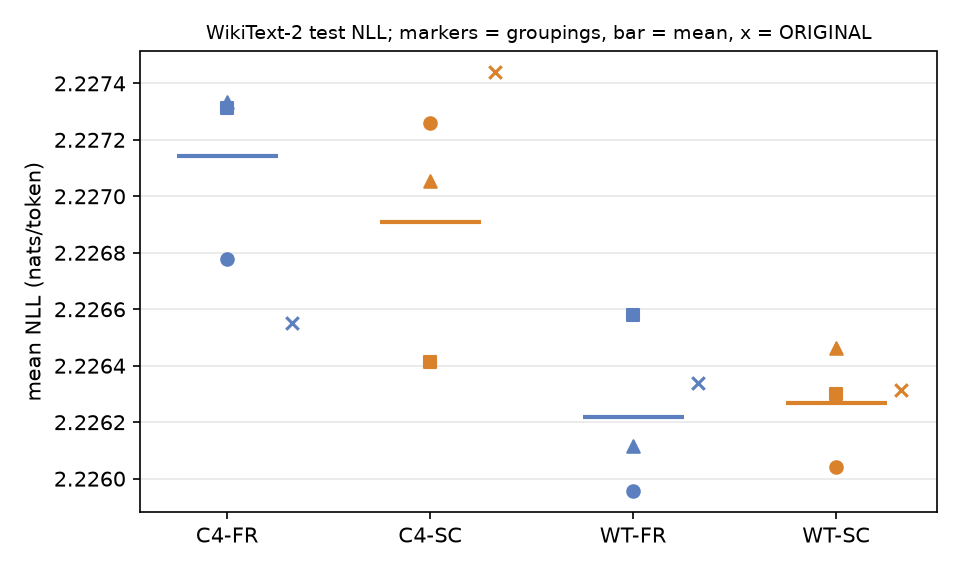 WikiText-2 test NLL; markers = groupings, bar = mean, x = ORIGINAL
mean NLL (nats/token)
2.2274
2.2272
2.2270
2.2268
2.2266
2.2264
2.2262
2.2260
C4-FR
C4-SC
WT-FR
WT-SC